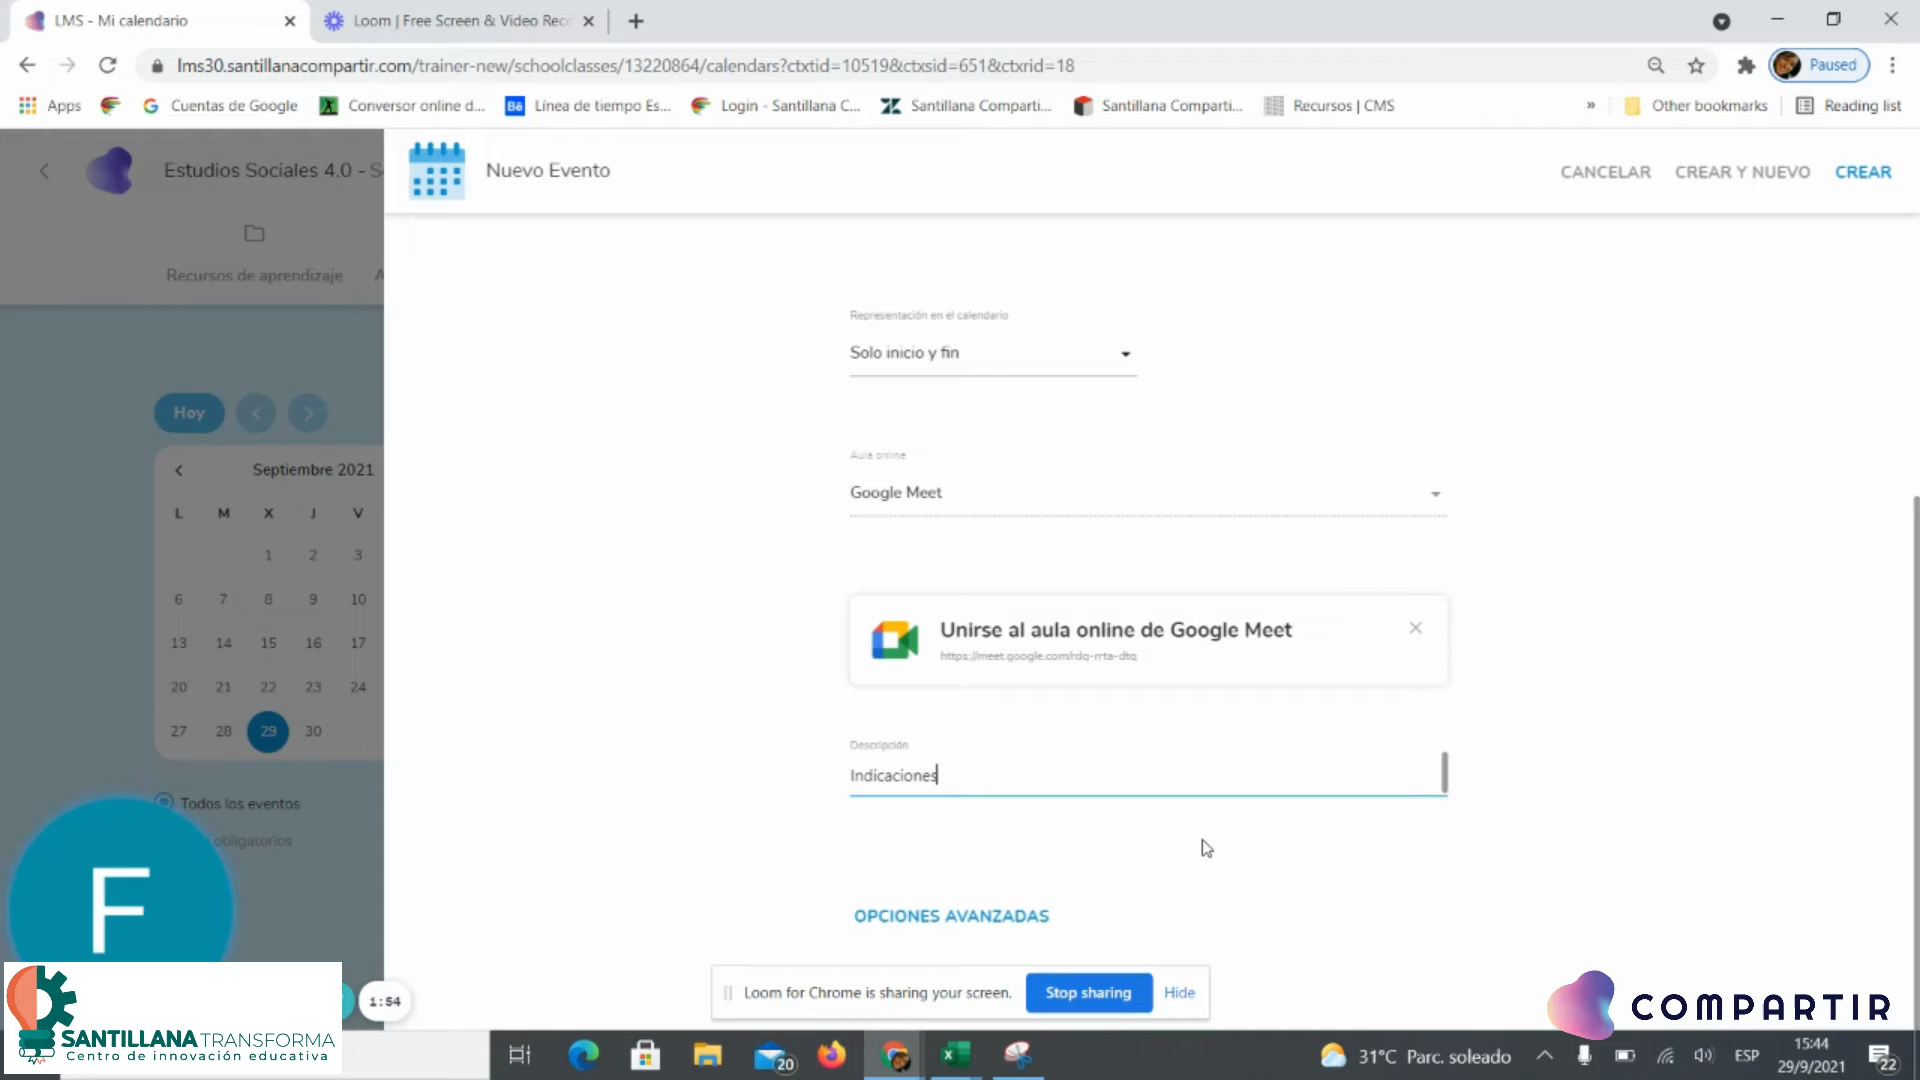 LMS - Mi calendario
Loom | Free Screen & Video Rec
lms30.santillanacompartir.com/trainer-new/schoolclasses/13220864/calendars?ctxtid=10519&ctxsid=651&ctxrid=18
Paused
Apps
Cuentas de Google
Conversor online d...
Bē
Línea de tiempo Es...
Login - Santillana C...
Santillana Comparti...
Santillana Comparti...
Recursos | CMS
»
Other bookmarks
Reading list
Estudios Sociales 4.0 - S
Nuevo Evento
CANCELAR
CREAR Y NUEVO
CREAR
Recursos de aprendizaje
A
Representación en el calendario
Solo inicio y fin
Hoy
Septiembre 2021
L M X J V
1 2 3
6 7 8 9 10
13 14 15 16 17
20 21 22 23 24
27 28 29 30
Aula online
Google Meet
Unirse al aula online de Google Meet
https://meet.google.com/rdq-rrta-dtq
Descripción
Indicaciones
Todos los eventos
obligatorios
F
OPCIONES AVANZADAS
1:54
Loom for Chrome is sharing your screen.
Stop sharing
Hide
SANTILLANA TRANSFORMA
Centro de innovación educativa
COMPARTIR
20
31°C Parc. soleado
ESP
15:44
29/9/2021
22